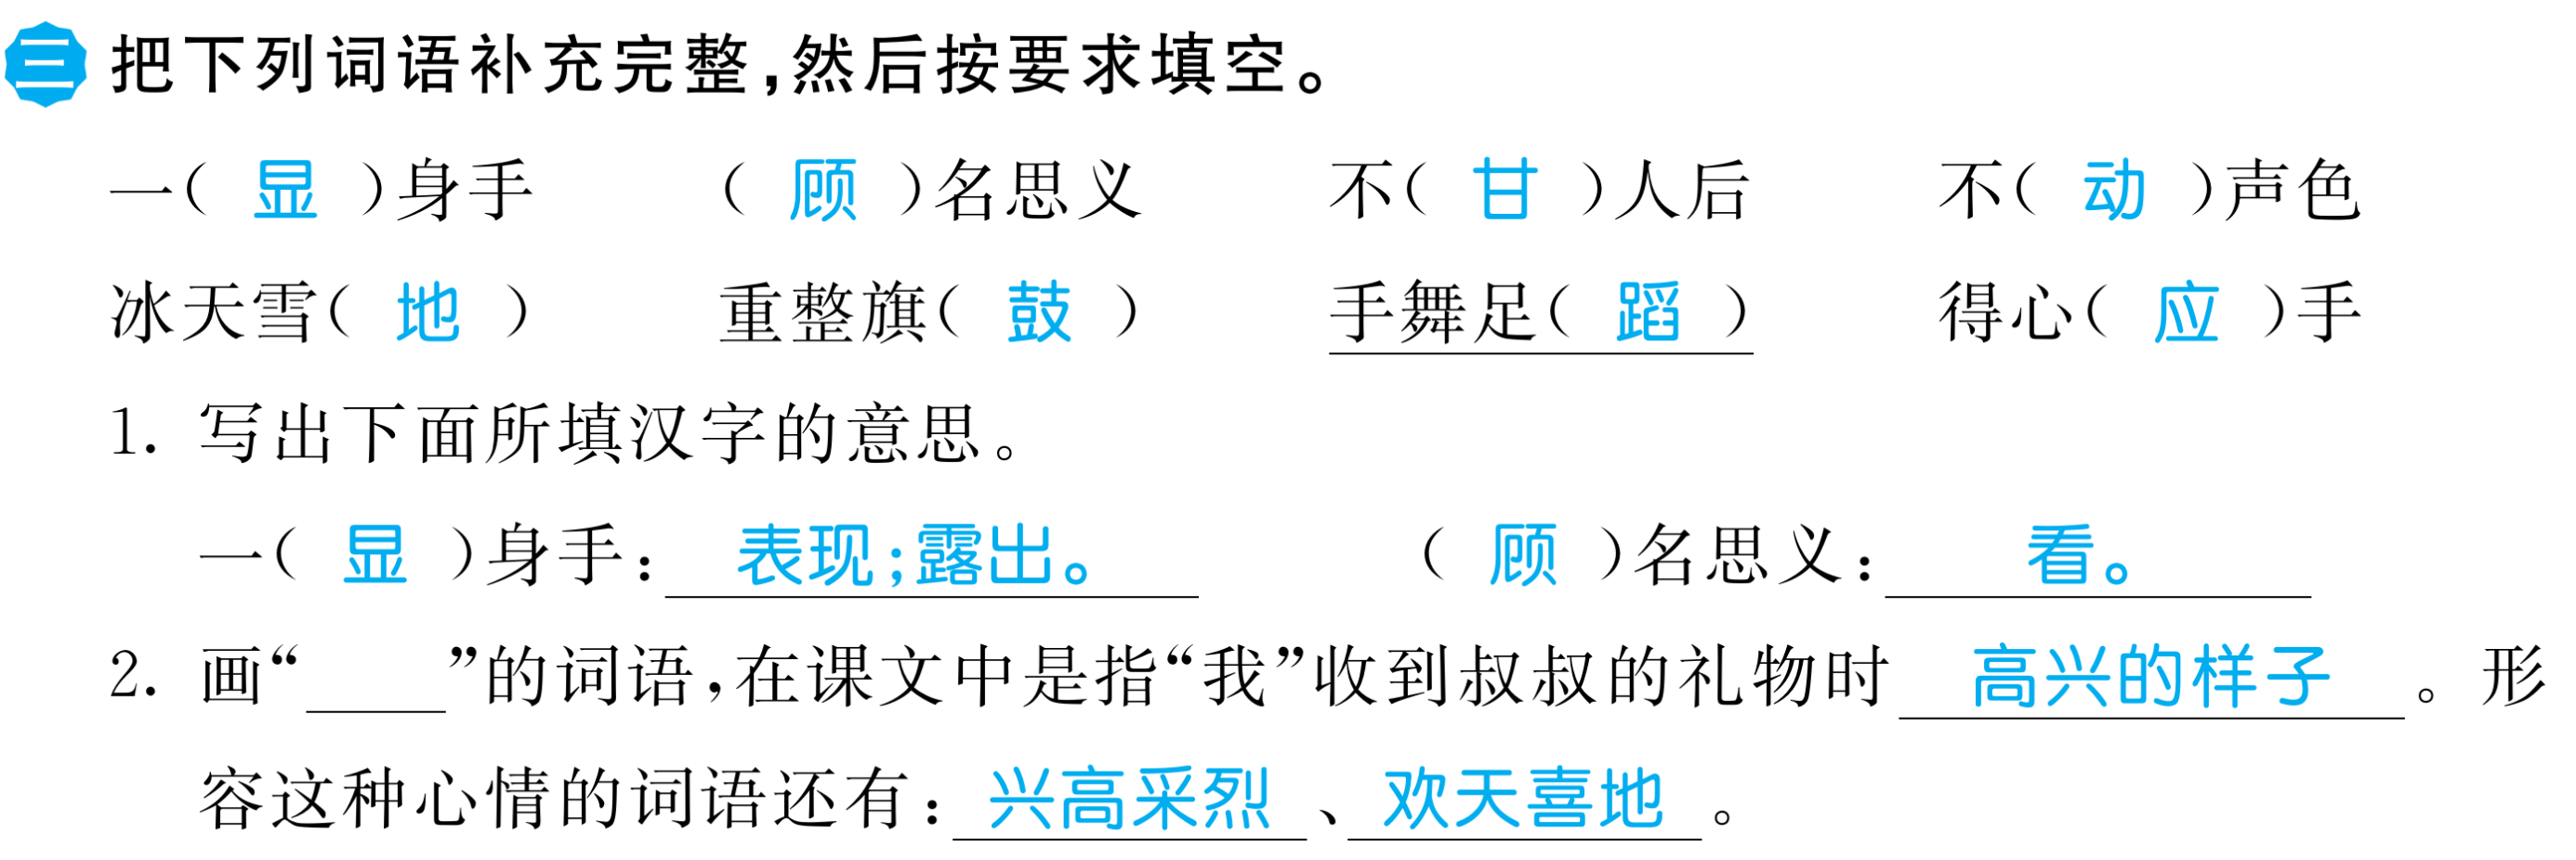 三 把下列词语补充完整,然后按要求填空。
一( 显 )身手 ( 顾 )名思义 不( 甘 )人后 不( 动 )声色
冰天雪( 地 ) 重整旗( 鼓 ) 手舞足( 蹈 ) 得心( 应 )手
1. 写出下面所填汉字的意思。
一( 显 )身手: 表现;露出。 ( 顾 )名思义: 看。
2. 画“____”的词语,在课文中是指“我”收到叔叔的礼物时 高兴的样子 。形
容这种心情的词语还有: 兴高采烈 、 欢天喜地 。